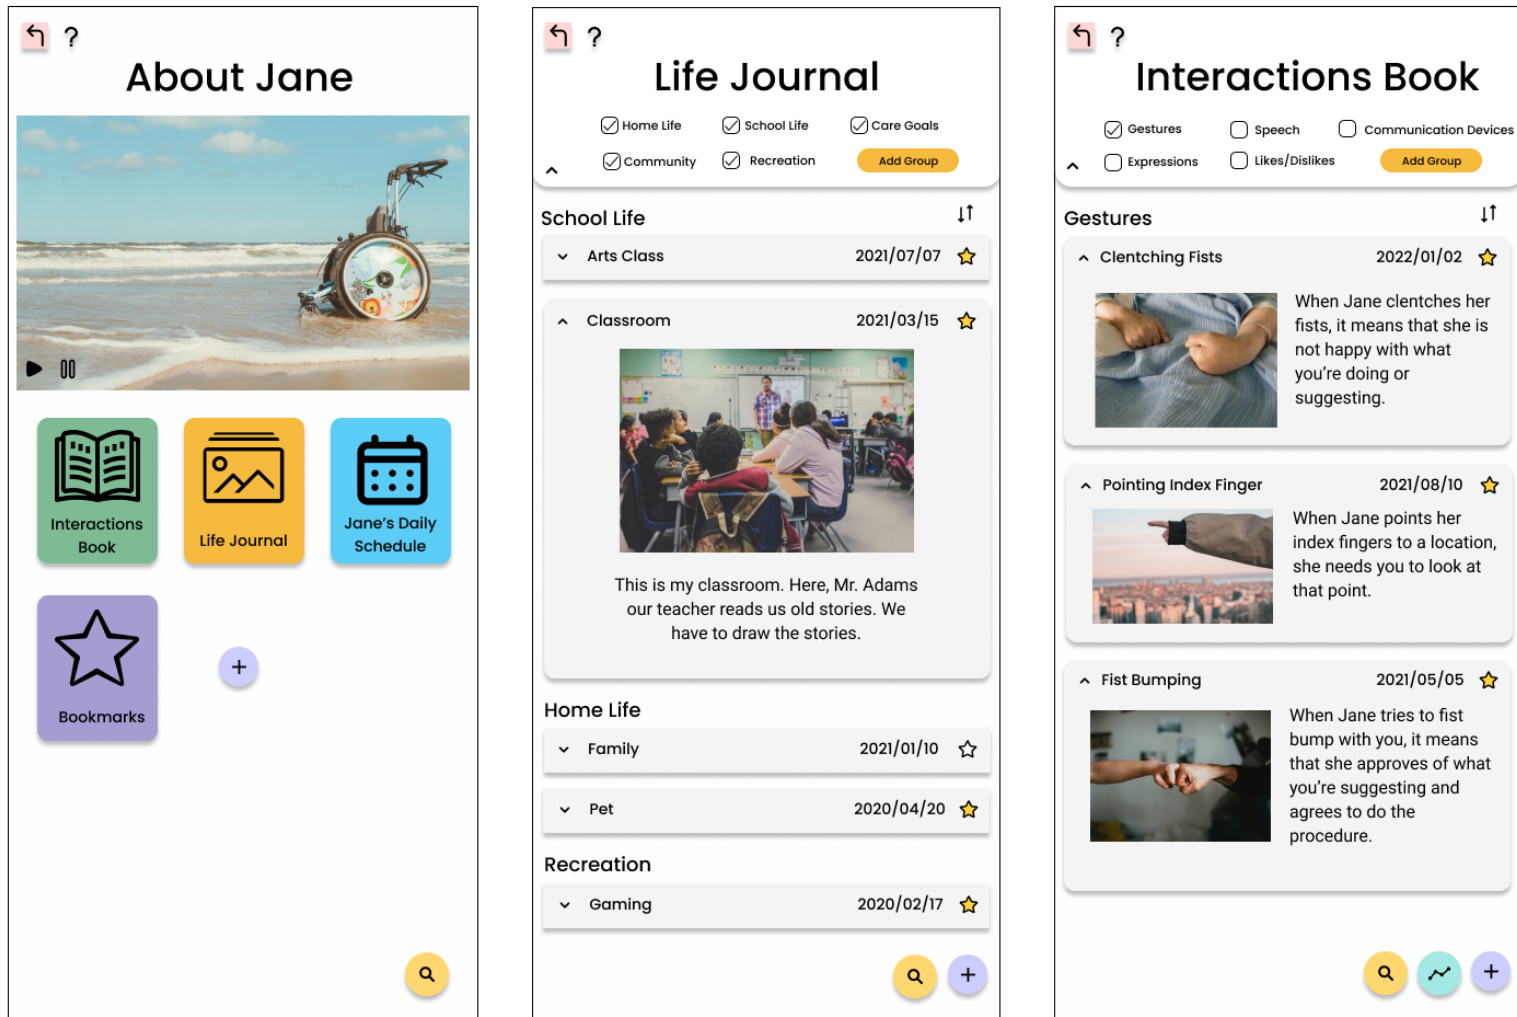 ?
About Jane
Interactions
Book
Life Journal
Jane's Daily
Schedule
Bookmarks
+
?
Life Journal
Home Life
School Life
Care Goals
Community
Recreation
Add Group
School Life
Arts Class 2021/07/07
Classroom 2021/03/15
This is my classroom. Here, Mr. Adams
our teacher reads us old stories. We
have to draw the stories.
Home Life
Family 2021/01/10
Pet 2020/04/20
Recreation
Gaming 2020/02/17
+
?
Interactions Book
Gestures
Speech
Communication Devices
Expressions
Likes/Dislikes
Add Group
Gestures
Clentching Fists 2022/01/02
When Jane clentches her
fists, it means that she is
not happy with what
you're doing or
suggesting.
Pointing Index Finger 2021/08/10
When Jane points her
index fingers to a location,
she needs you to look at
that point.
Fist Bumping 2021/05/05
When Jane tries to fist
bump with you, it means
that she approves of what
you're suggesting and
agrees to do the
procedure.
+